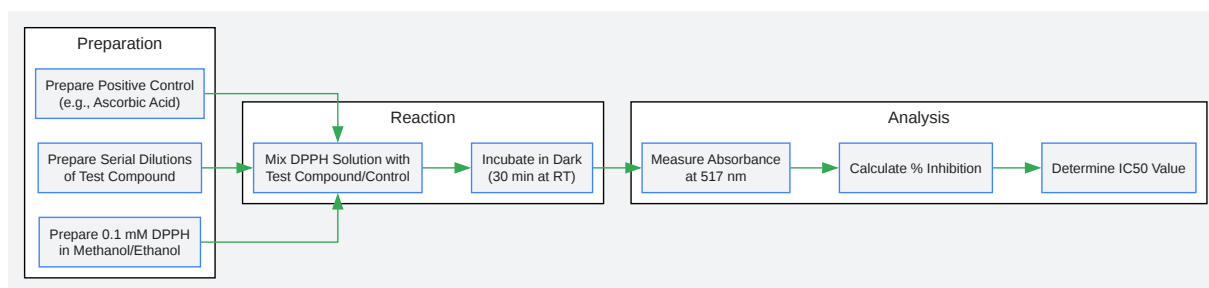 Preparation
Prepare Positive Control
(e.g., Ascorbic Acid)
Prepare Serial Dilutions
of Test Compound
Prepare 0.1 mM DPPH
in Methanol/Ethanol
Reaction
Mix DPPH Solution with
Test Compound/Control
Incubate in Dark
(30 min at RT)
Analysis
Measure Absorbance
at 517 nm
Calculate % Inhibition
Determine IC50 Value